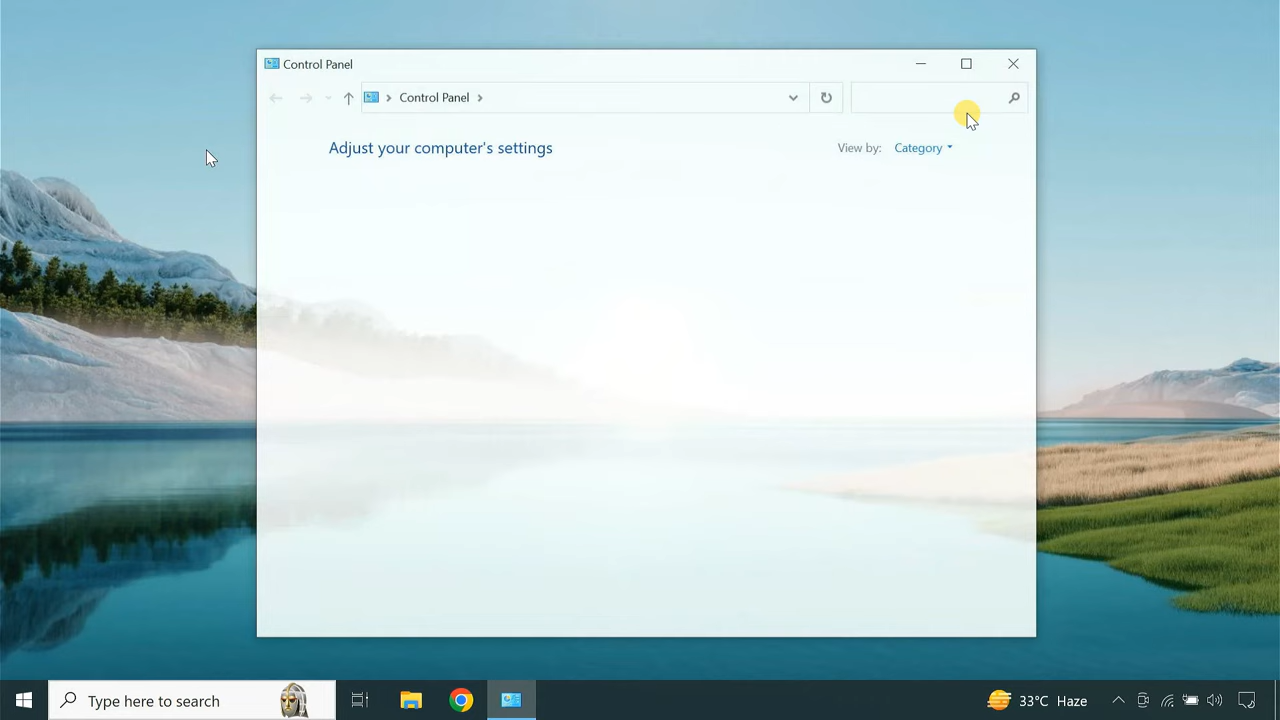 Control Panel
Control Panel
Adjust your computer's settings
View by: Category
Type here to search
33°C Haze